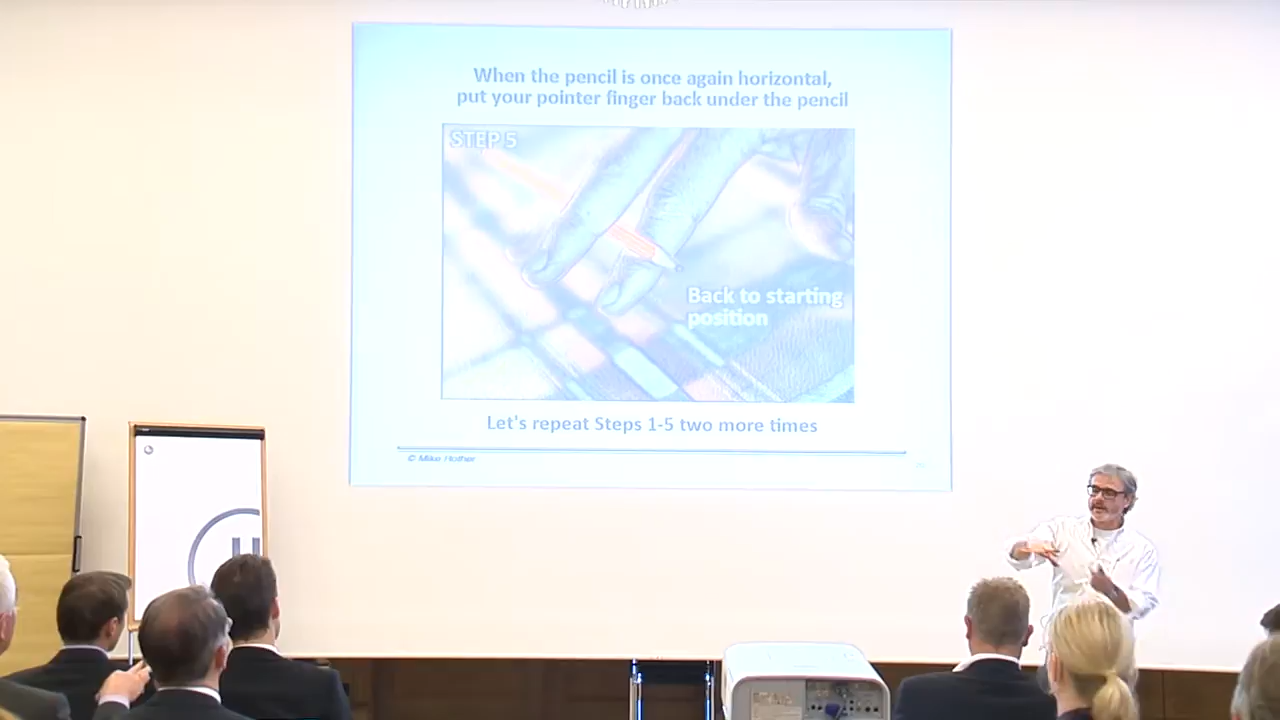 When the pencil is once again horizontal,
put your pointer finger back under the pencil
STEP 5
Back to starting
position
Let's repeat Steps 1-5 two more times
© Mike